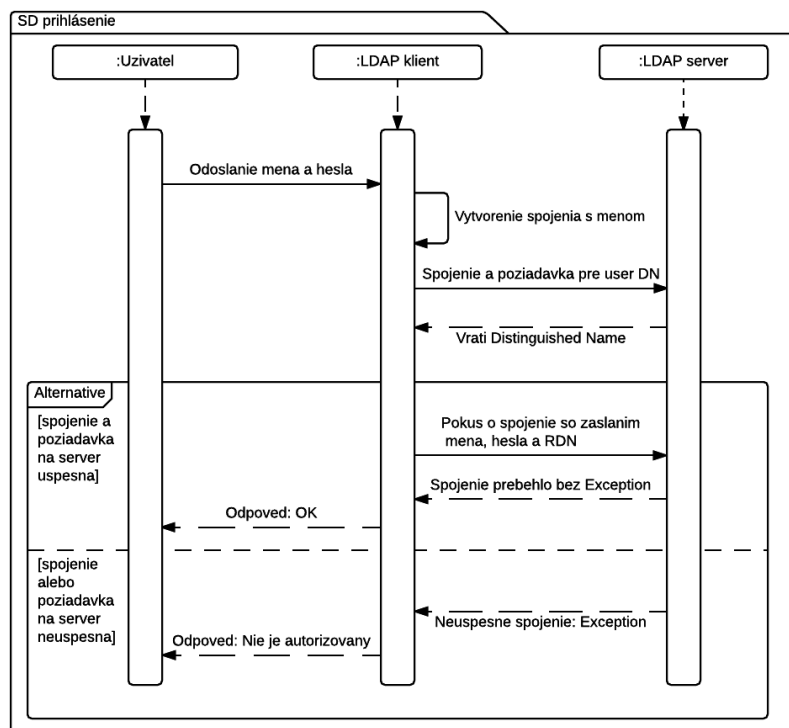 SD prihlásenie
:Uzivatel
:LDAP klient
:LDAP server
Odoslanie mena a hesla
Vytvorenie spojenia s menom
Spojenie a poziadavka pre user DN
Vrati Distinguished Name
Alternative
[spojenie a
poziadavka
na server
uspesna]
Pokus o spojenie so zaslanim
mena, hesla a RDN
Spojenie prebehlo bez Exception
Odpoved: OK
[spojenie
alebo
poziadavka
na server
neuspesna]
Neuspesne spojenie: Exception
Odpoved: Nie je autorizovany